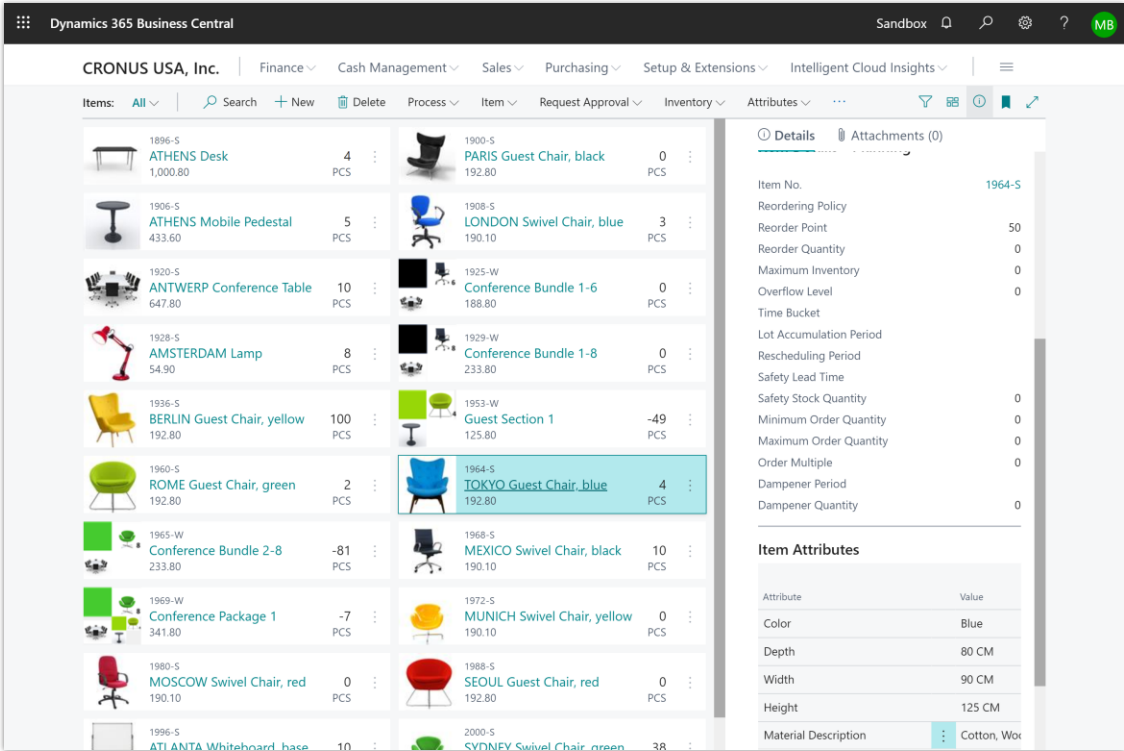 Dynamics 365 Business Central
Sandbox
?
MB
CRONUS USA, Inc.
Finance
Cash Management
Sales
Purchasing
Setup & Extensions
Intelligent Cloud Insights
Items:
All
Search
New
Delete
Process
Item
Request Approval
Inventory
Attributes
...
1896-S
ATHENS Desk
4
1,000.80
PCS
1900-S
PARIS Guest Chair, black
0
192.80
PCS
1906-S
ATHENS Mobile Pedestal
5
433.60
PCS
1908-S
LONDON Swivel Chair, blue
3
190.10
PCS
1920-S
ANTWERP Conference Table
10
647.80
PCS
1925-W
Conference Bundle 1-6
0
188.80
PCS
1928-S
AMSTERDAM Lamp
8
54.90
PCS
1929-W
Conference Bundle 1-8
0
233.80
PCS
1936-S
BERLIN Guest Chair, yellow
100
192.80
PCS
1953-W
Guest Section 1
-49
125.80
PCS
1960-S
ROME Guest Chair, green
2
192.80
PCS
1964-S
TOKYO Guest Chair, blue
4
192.80
PCS
1965-W
Conference Bundle 2-8
-81
233.80
PCS
1968-S
MEXICO Swivel Chair, black
10
190.10
PCS
1969-W
Conference Package 1
-7
341.80
PCS
1972-S
MUNICH Swivel Chair, yellow
0
190.10
PCS
1980-S
MOSCOW Swivel Chair, red
0
190.10
PCS
1988-S
SEOUL Guest Chair, red
0
192.80
PCS
1996-S
ATLANTA Whiteboard, base
10
2000-S
SYDNEY Swivel Chair, green
38
Details
Attachments (0)
Item No.
1964-S
Reordering Policy
Reorder Point
50
Reorder Quantity
0
Maximum Inventory
0
Overflow Level
0
Time Bucket
Lot Accumulation Period
Rescheduling Period
Safety Lead Time
Safety Stock Quantity
0
Minimum Order Quantity
0
Maximum Order Quantity
0
Order Multiple
0
Dampener Period
Dampener Quantity
0
Item Attributes
Attribute
Value
Color
Blue
Depth
80 CM
Width
90 CM
Height
125 CM
Material Description
Cotton,